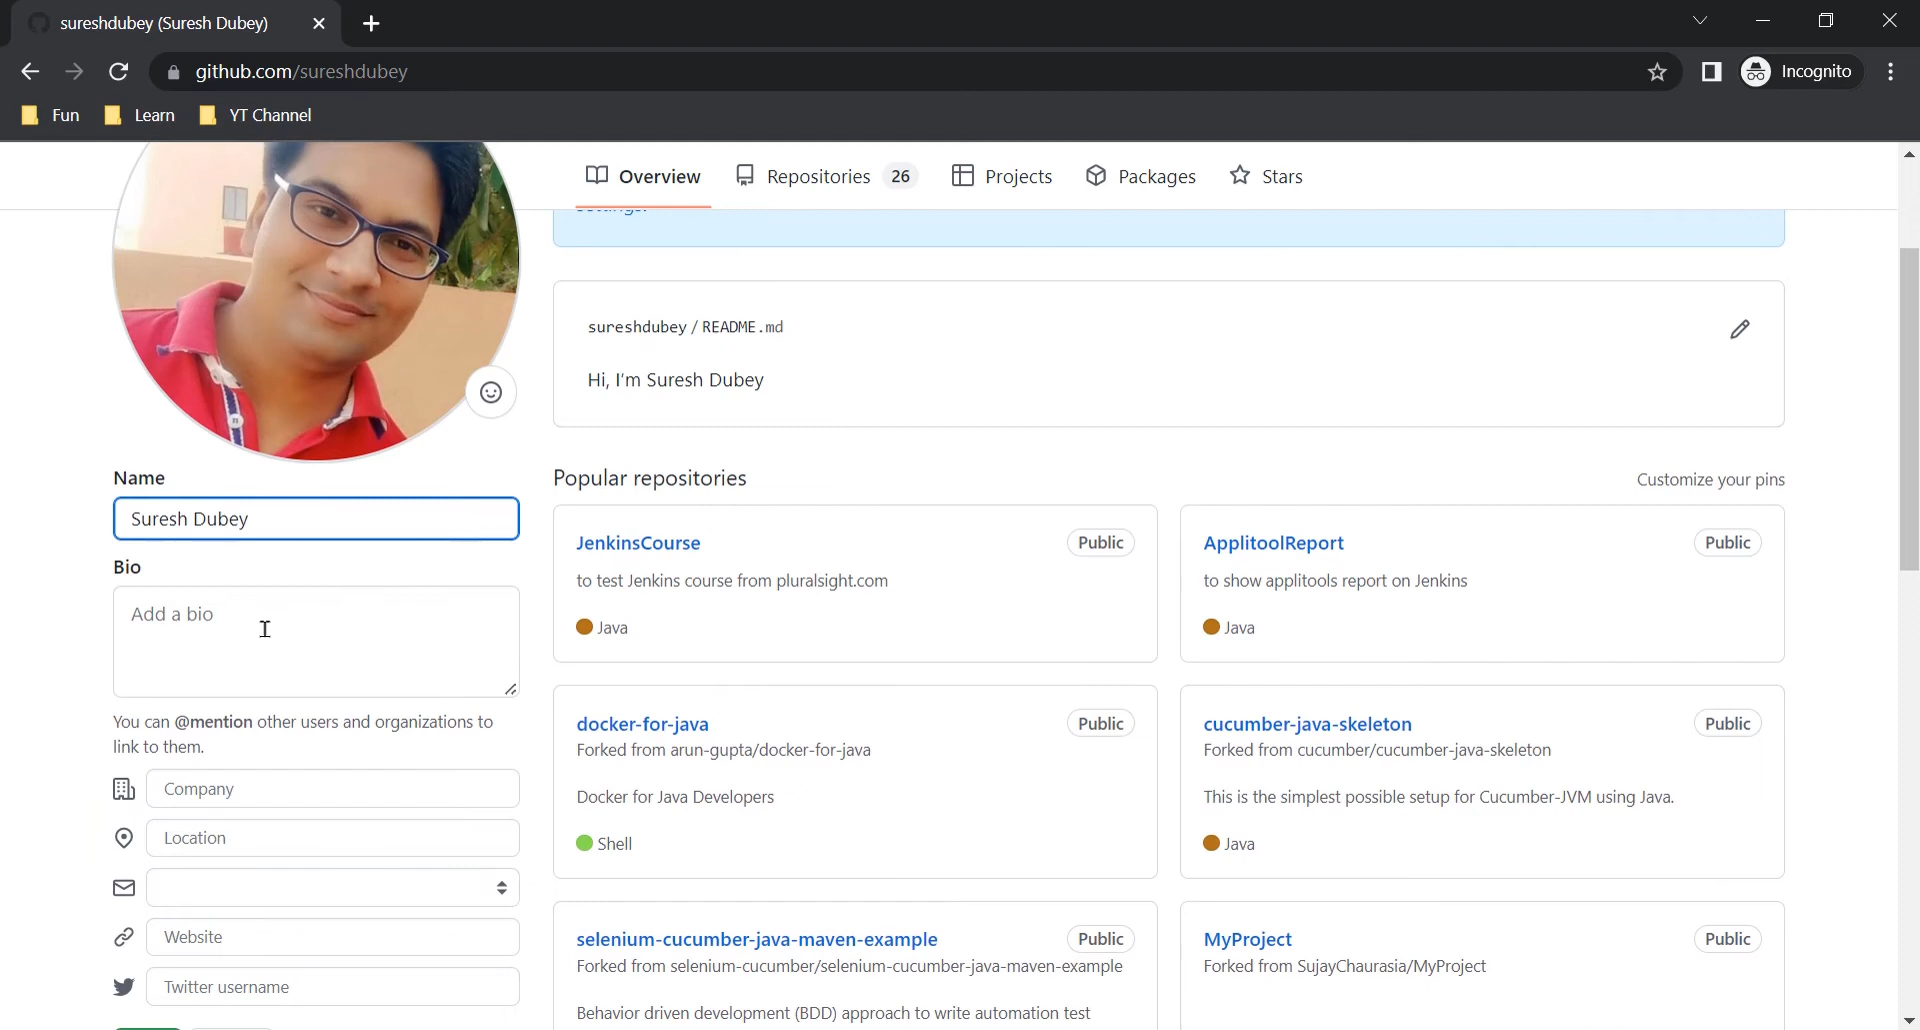 sureshdubey (Suresh Dubey)
github.com/sureshdubey
Incognito
Fun
Learn
YT Channel
Overview
Repositories 26
Projects
Packages
Stars
sureshdubey / README.md
Hi, I'm Suresh Dubey
Name
Suresh Dubey
Bio
Add a bio
You can @mention other users and organizations to
link to them.
Company
Location
Website
Twitter username
Popular repositories
Customize your pins
JenkinsCourse
Public
to test Jenkins course from pluralsight.com
Java
ApplitoolReport
Public
to show applitools report on Jenkins
Java
docker-for-java
Public
Forked from arun-gupta/docker-for-java
Docker for Java Developers
Shell
cucumber-java-skeleton
Public
Forked from cucumber/cucumber-java-skeleton
This is the simplest possible setup for Cucumber-JVM using Java.
Java
selenium-cucumber-java-maven-example
Public
Forked from selenium-cucumber/selenium-cucumber-java-maven-example
Behavior driven development (BDD) approach to write automation test
MyProject
Public
Forked from SujayChaurasia/MyProject